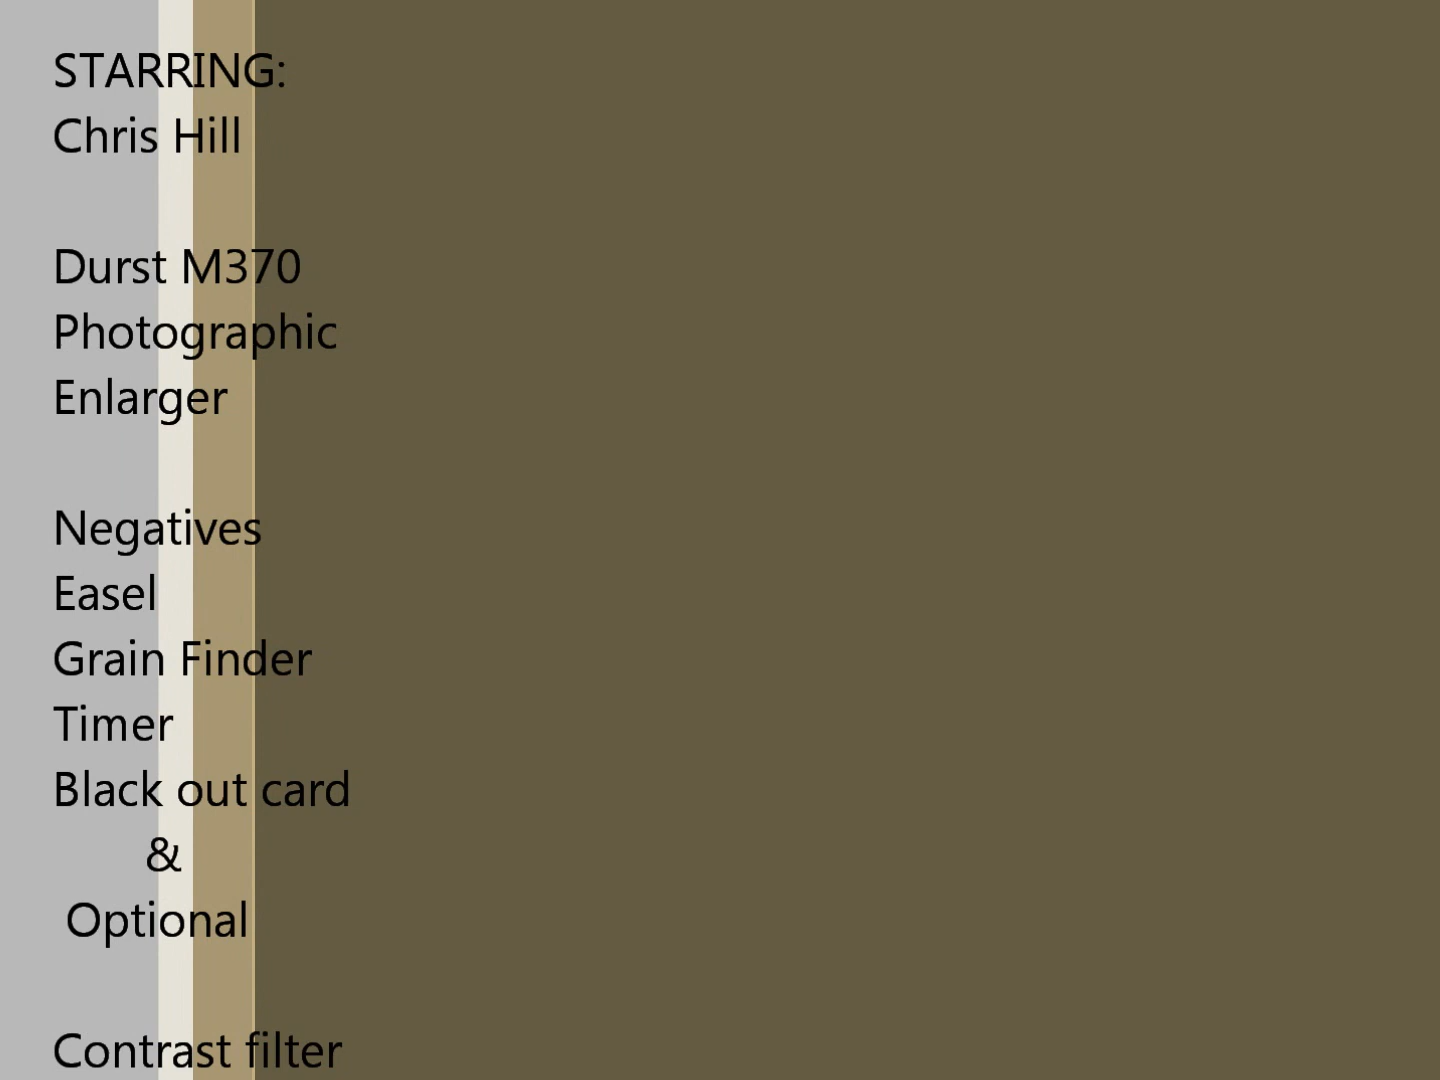 STARRING:
Chris Hill
Durst M370
Photographic
Enlarger
Negatives
Easel
Grain Finder
Timer
Black out card
&
Optional
Contrast filter